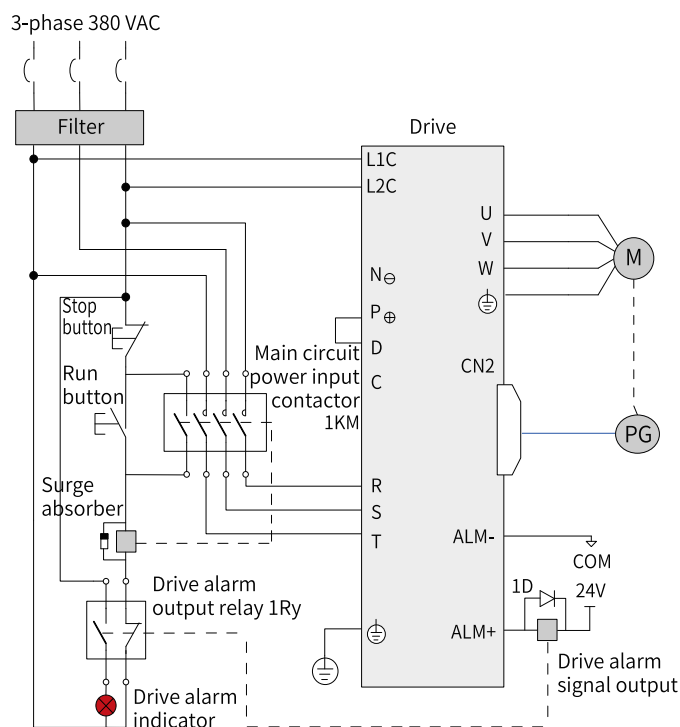 3-phase 380 VAC
Filter
Drive
L1C
L2C
U
V
W
M
N⊖
P⊕
D
C
CN2
Stop
button
Run
button
Main circuit
power input
contactor
1KM
PG
R
S
T
Surge
absorber
ALM-
COM
1D
24V
ALM+
Drive alarm
output relay 1Ry
Drive alarm
signal output
Drive alarm
indicator